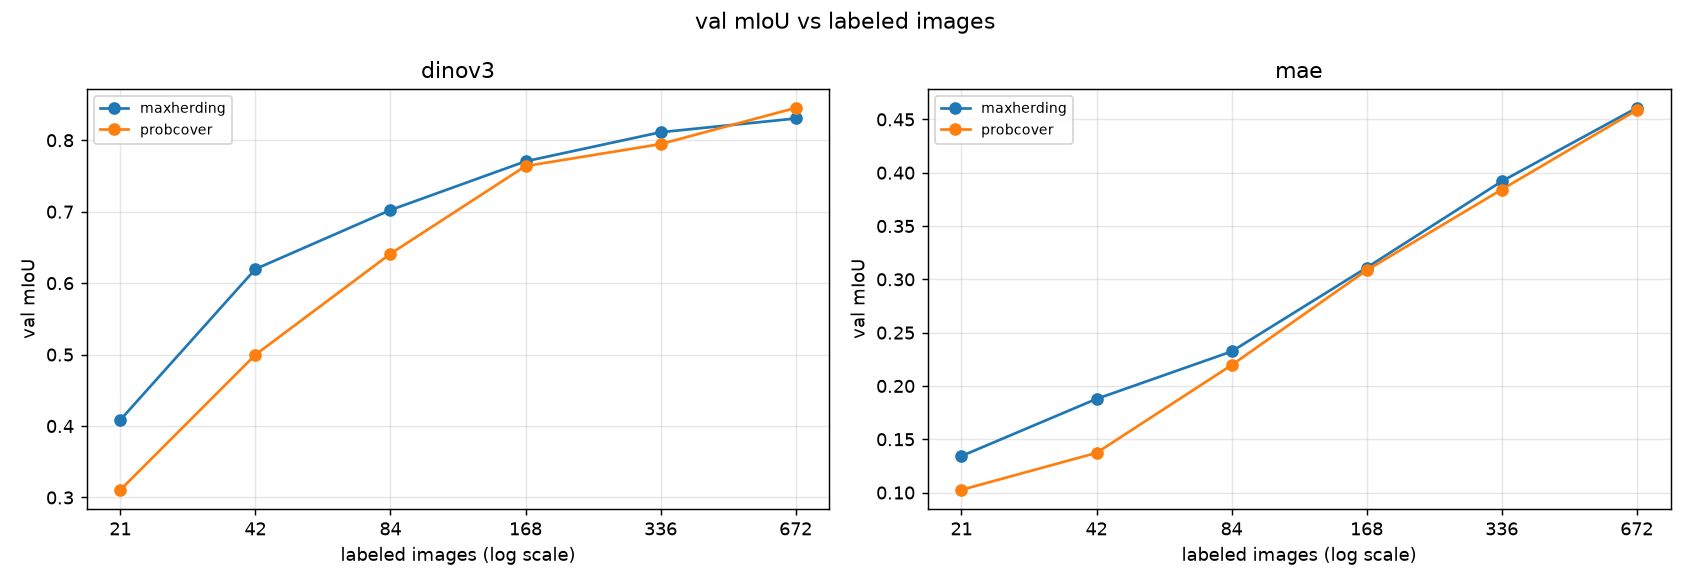 val mIoU vs labeled images
dinov3
maxherding
probcover
val mIoU
0.8
0.7
0.6
0.5
0.4
0.3
21 42 84 168 336 672
labeled images (log scale)
mae
maxherding
probcover
val mIoU
0.45
0.40
0.35
0.30
0.25
0.20
0.15
0.10
21 42 84 168 336 672
labeled images (log scale)